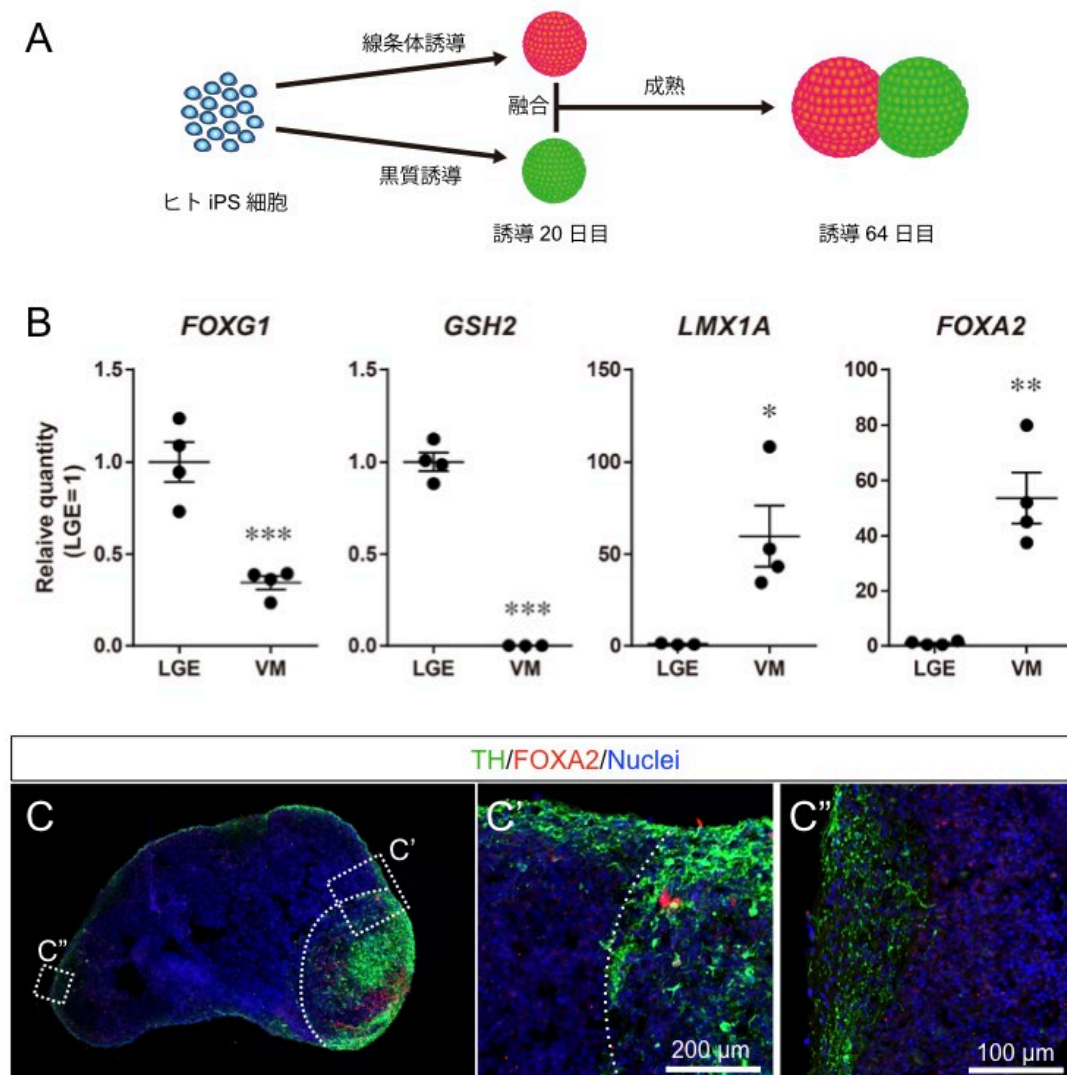 A
線条体誘導
融合
成熟
黒質誘導
ヒト iPS 細胞
誘導 20 日目
誘導 64 日目
B
FOXG1
GSH2
LMX1A
FOXA2
Relaive quantity
(LGE=1)
1.5
1.0
0.5
0.0
***
LGE
VM
1.5
1.0
0.5
0.0
***
LGE
VM
150
100
50
0
*
LGE
VM
100
80
60
40
20
0
**
LGE
VM
TH/FOXA2/Nuclei
C
C'
C"
C'
200 µm
C"
100 µm